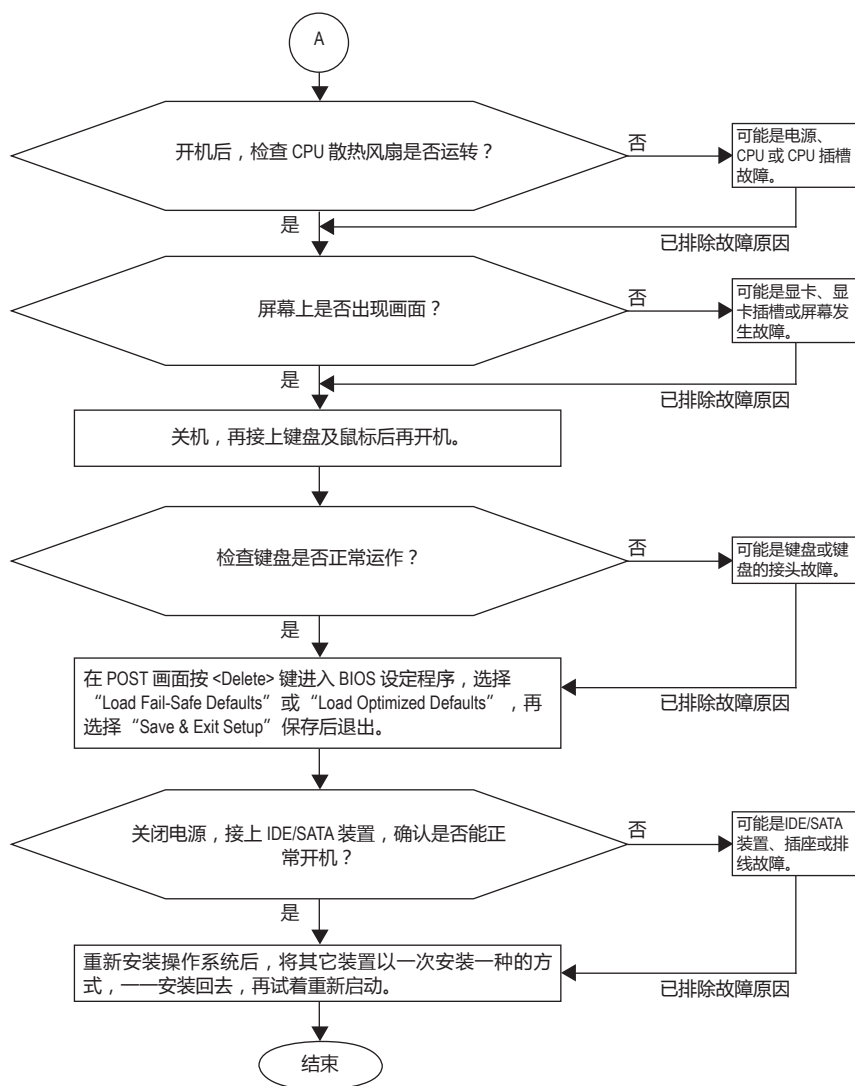 A
开机后，检查 CPU 散热风扇是否运转？
否
可能是电源、
CPU 或 CPU 插槽
故障。
是
已排除故障原因
屏幕上是否出现画面？
否
可能是显卡、显
卡插槽或屏幕发
生故障。
是
已排除故障原因
关机，再接上键盘及鼠标后再开机。
检查键盘是否正常运作？
否
可能是键盘或键
盘的接头故障。
是
在 POST 画面按 <Delete> 键进入 BIOS 设定程序，选择
“Load Fail-Safe Defaults”或“Load Optimized Defaults”，再
选择“Save & Exit Setup”保存后退出。
已排除故障原因
关闭电源，接上 IDE/SATA 装置，确认是否能正
常开机？
否
可能是IDE/SATA
装置、插座或排
线故障。
是
重新安装操作系统后，将其它装置以一次安装一种的方
式，一一安装回去，再试着重新启动。
已排除故障原因
结束